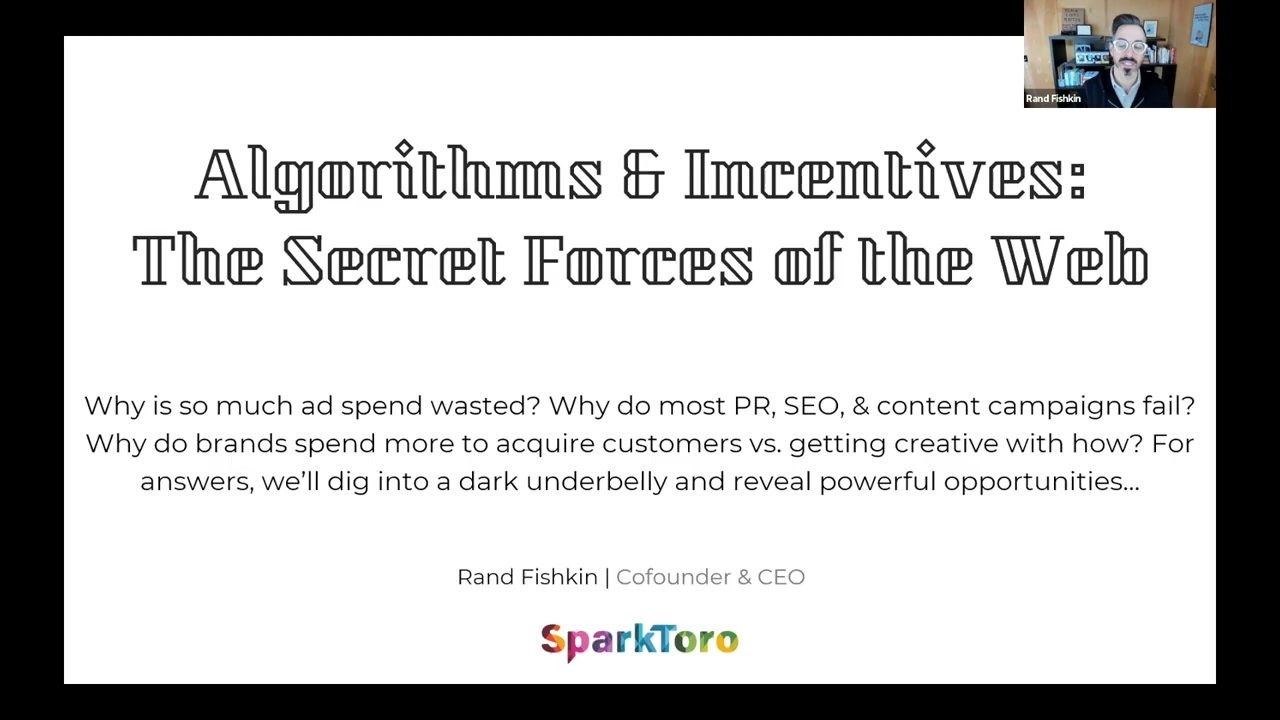 Rand Fishkin
Algorithms & Incentives:
The Secret Forces of the Web
Why is so much ad spend wasted? Why do most PR, SEO, & content campaigns fail?
Why do brands spend more to acquire customers vs. getting creative with how? For
answers, we’ll dig into a dark underbelly and reveal powerful opportunities…
Rand Fishkin | Cofounder & CEO
SparkToro